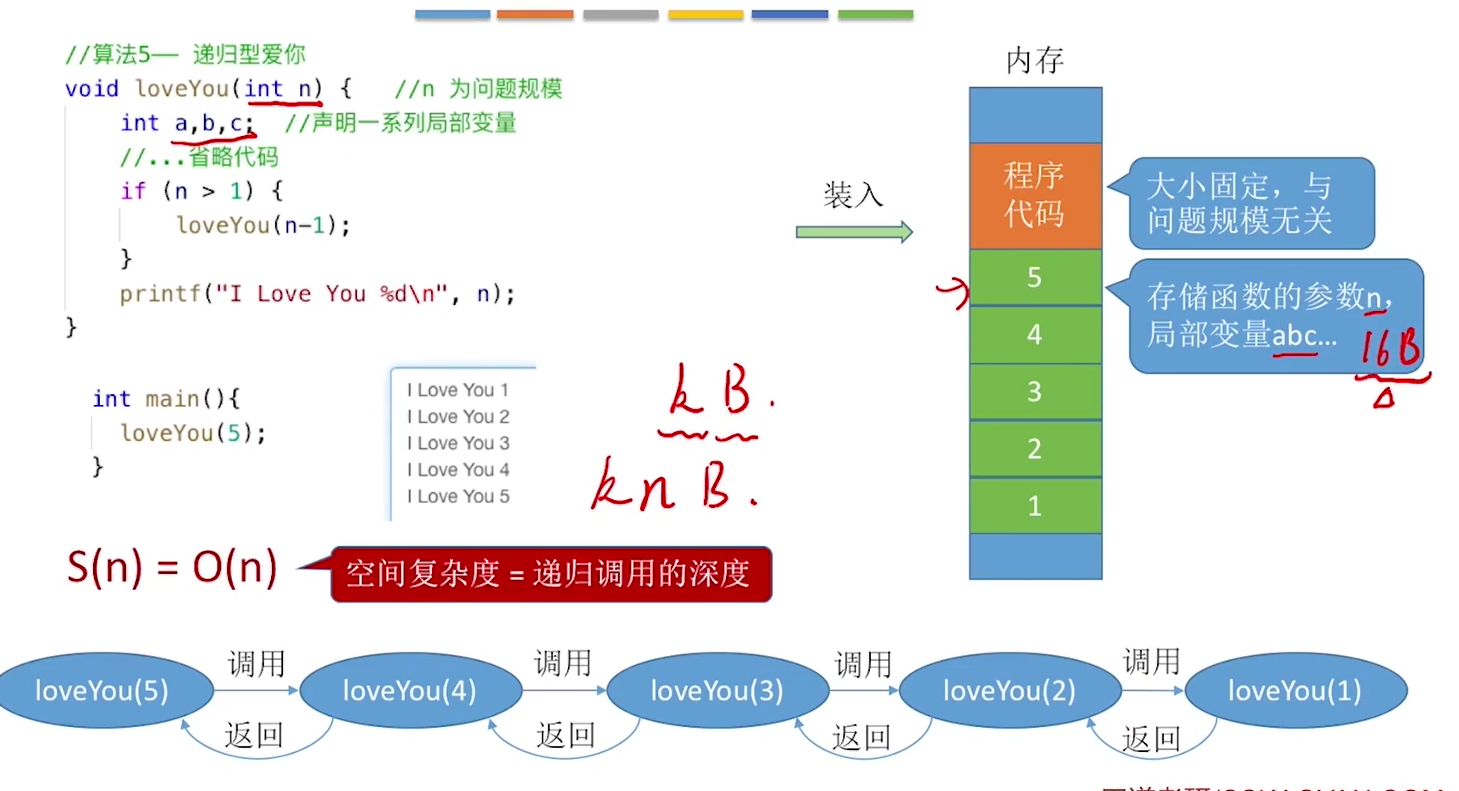 //算法5—— 递归型爱你
void loveYou(int n) {   //n 为问题规模
int a,b,c;  //声明一系列局部变量
//...省略代码
if (n > 1) {
loveYou(n-1);
}
printf("I Love You %d\n", n);
}
int main(){
loveYou(5);
}
I Love You 1
I Love You 2
I Love You 3
I Love You 4
I Love You 5
kB.
knB.
装入
内存
程序
代码
5
4
3
2
1
大小固定，与
问题规模无关
存储函数的参数n，
局部变量abc…
16B
S(n) = O(n)
空间复杂度 = 递归调用的深度
loveYou(5)
调用
返回
loveYou(4)
调用
返回
loveYou(3)
调用
返回
loveYou(2)
调用
返回
loveYou(1)